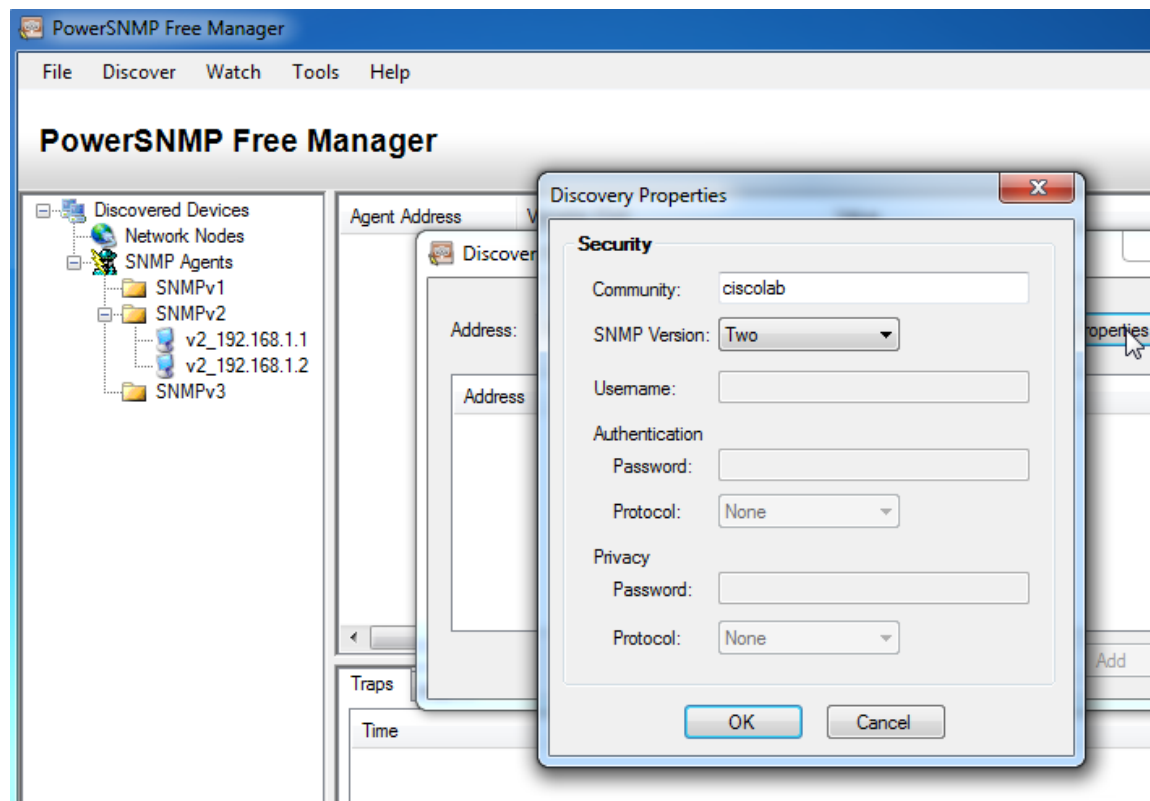 PowerSNMP Free Manager
File Discover Watch Tools Help
PowerSNMP Free Manager
Discovered Devices
Network Nodes
SNMP Agents
SNMPv1
SNMPv2
v2_192.168.1.1
v2_192.168.1.2
SNMPv3
Agent Address
Discover
Address:
Address
Add
Traps
Time
Discovery Properties
Security
Community: ciscolab
SNMP Version: Two
Username:
Authentication
Password:
Protocol: None
Privacy
Password:
Protocol: None
OK Cancel